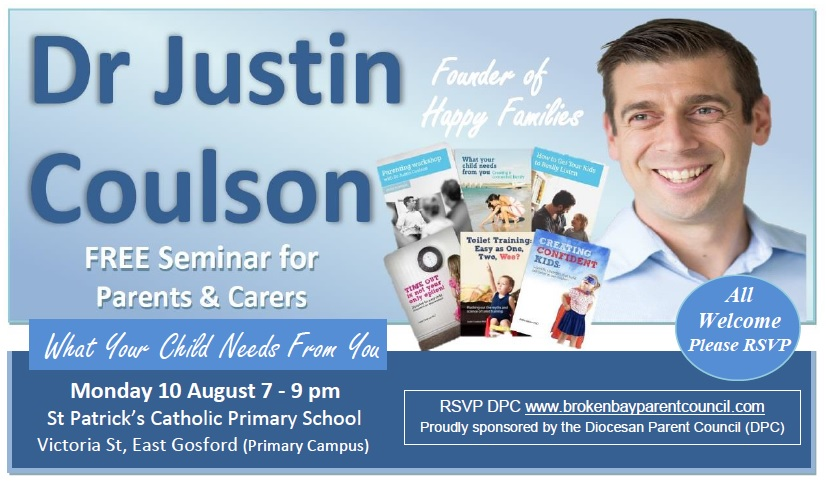 Dr Justin
Coulson
FREE Seminar for
Parents & Carers
Founder of
Happy Families
Parenting workshop
What your
child needs
from you
How to Get Your Kids
to Really Listen
TIME OUT
is not your
only option!
Toilet Training:
Easy as One,
Two, Wee?
CREATING
CONFIDENT
KIDS
All
Welcome
Please RSVP
What Your Child Needs From You
Monday 10 August 7 - 9 pm
St Patrick's Catholic Primary School
Victoria St, East Gosford (Primary Campus)
RSVP DPC www.brokenbayparentcouncil.com
Proudly sponsored by the Diocesan Parent Council (DPC)